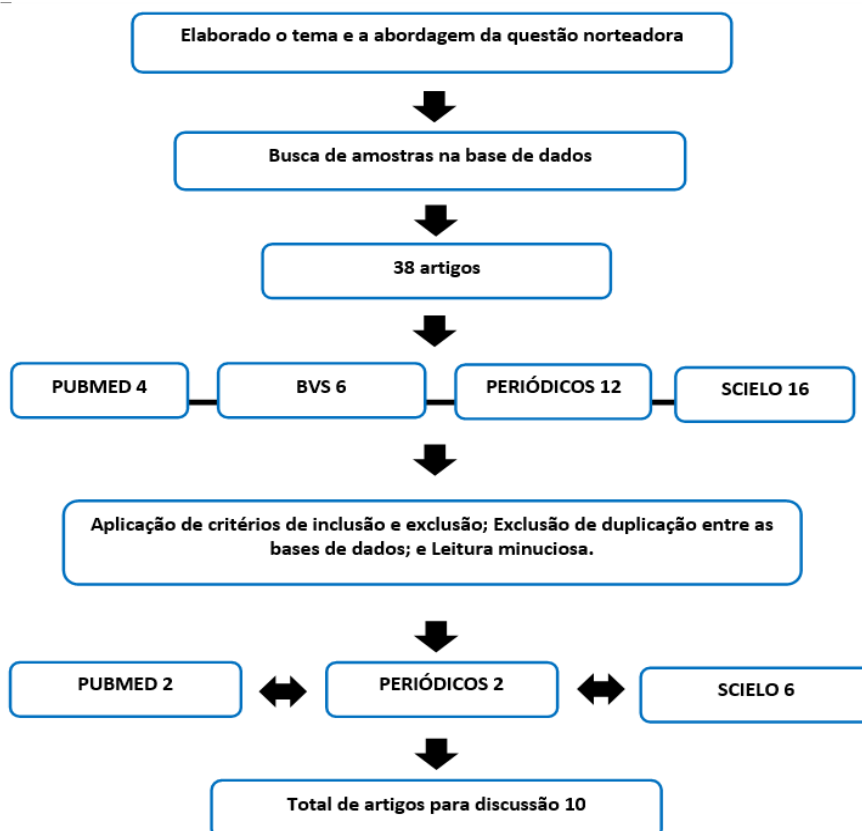 Elaborado o tema e a abordagem da questão norteadora
Busca de amostras na base de dados
38 artigos
PUBMED 4
BVS 6
PERIÓDICOS 12
SCIELO 16
Aplicação de critérios de inclusão e exclusão; Exclusão de duplicação entre as
bases de dados; e Leitura minuciosa.
PUBMED 2
PERIÓDICOS 2
SCIELO 6
Total de artigos para discussão 10